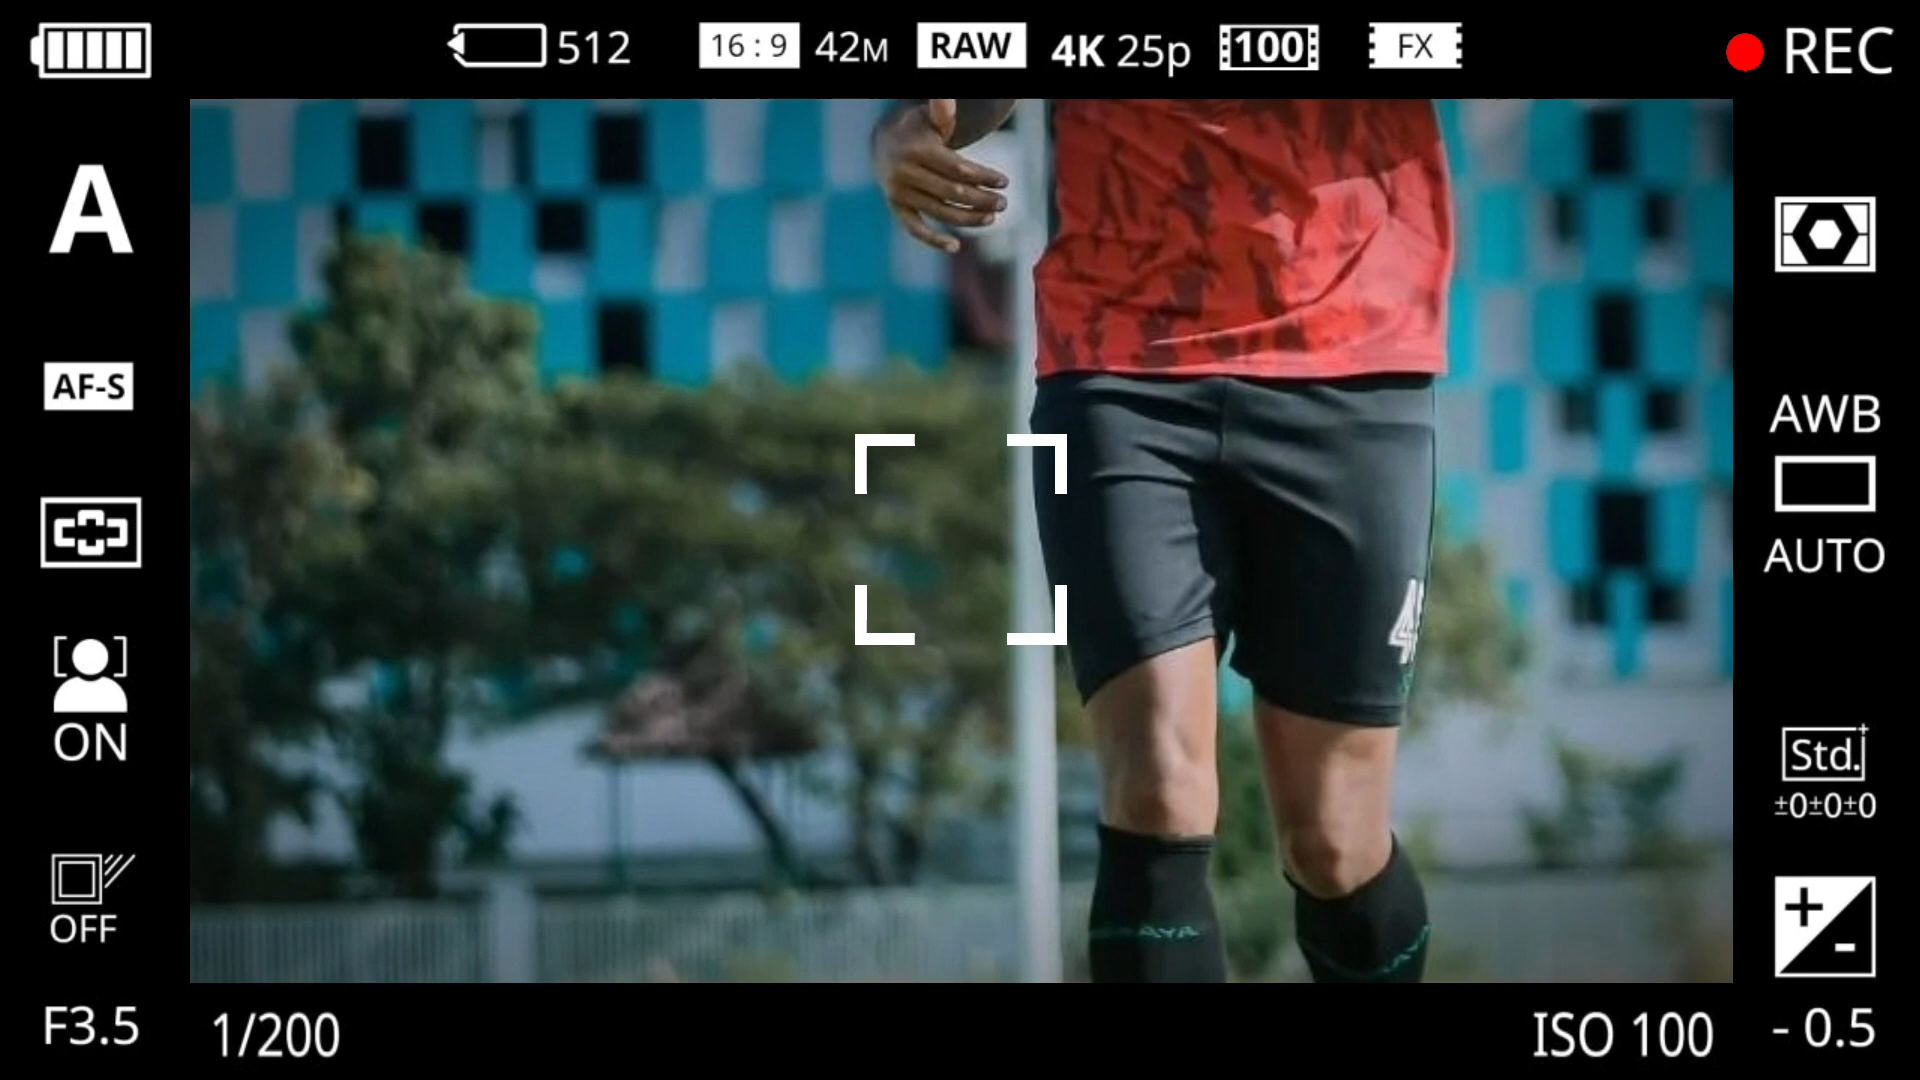 512 16:9 42M RAW 4K 25p 100 FX REC
A
AF-S
AWB
AUTO
ON
Std.
±0±0±0
OFF
F3.5 1/200 ISO 100 - 0.5